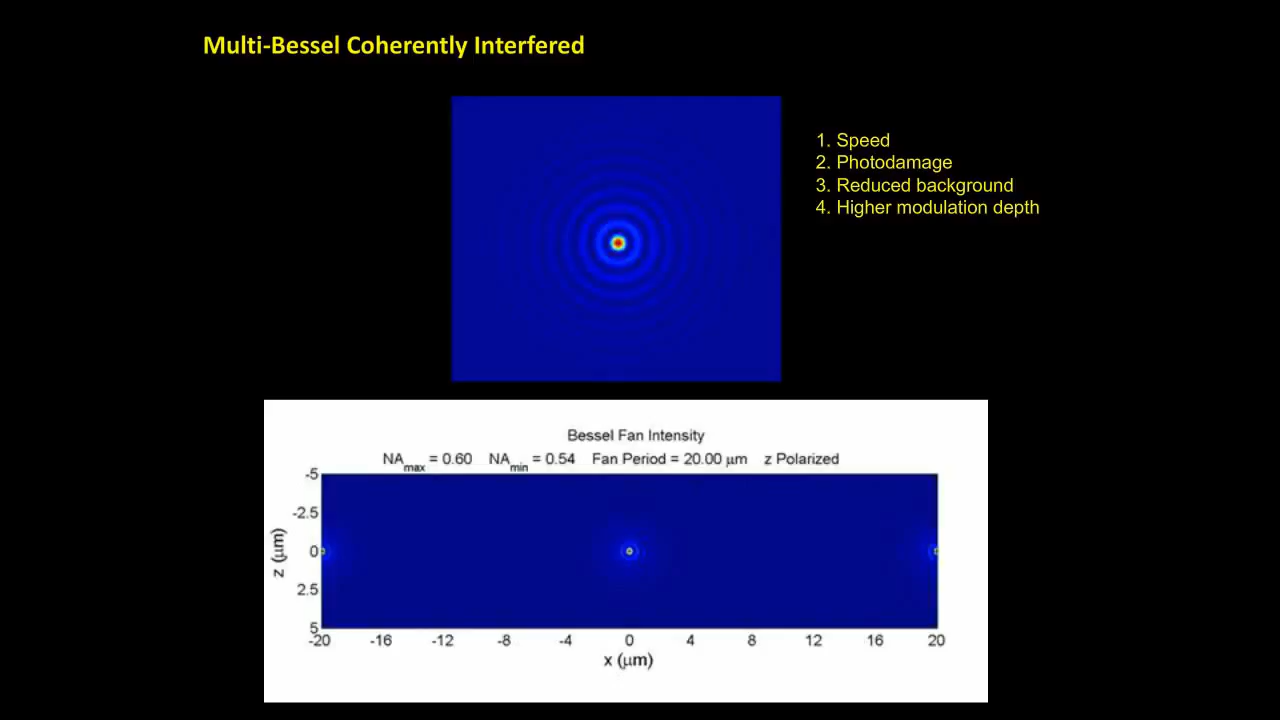 Multi-Bessel Coherently Interfered
1. Speed
2. Photodamage
3. Reduced background
4. Higher modulation depth
Bessel Fan Intensity
NAmax = 0.60 NAmin = 0.54 Fan Period = 20.00 μm z Polarized
-5
-2.5
0
2.5
5
z (μm)
-20 -16 -12 -8 -4 0 4 8 12 16 20
x (μm)